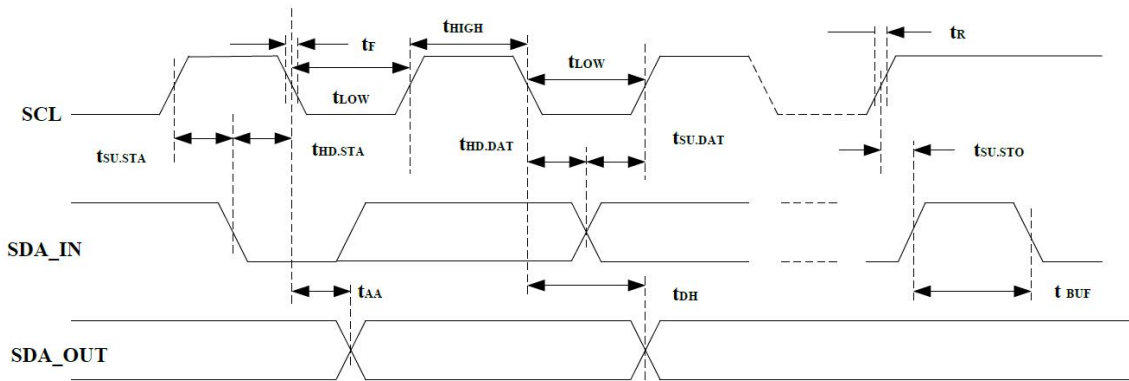 tF
tHIGH
tR
tLOW
tLOW
SCL
tSU.STA
tHD.STA
tHD.DAT
tSU.DAT
tSU.STO
SDA_IN
tAA
tDH
t BUF
SDA_OUT